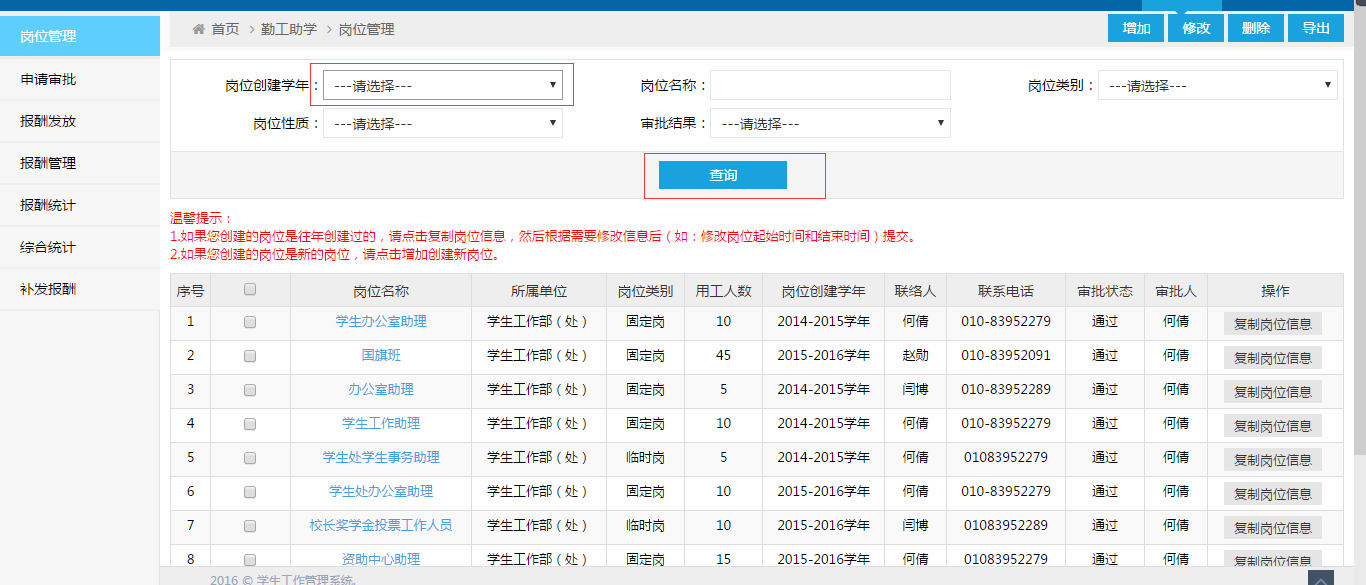 首页 > 勤工助学 > 岗位管理
增加 修改 删除 导出
岗位管理
申请审批
报酬发放
报酬管理
报酬统计
综合统计
补发报酬
岗位创建学年： ---请选择--- 岗位名称： 岗位类别： ---请选择---
岗位性质： ---请选择--- 审批结果： ---请选择---
查询
温馨提示：
1.如果您创建的岗位是往年创建过的，请点击复制岗位信息，然后根据需要修改信息后（如：修改岗位起始时间和结束时间）提交。
2.如果您创建的岗位是新的岗位，请点击增加创建新岗位。
序号 岗位名称 所属单位 岗位类别 用工人数 岗位创建学年 联络人 联系电话 审批状态 审批人 操作
1 学生办公室助理 学生工作部（处） 固定岗 10 2014-2015学年 何倩 010-83952279 通过 何倩 复制岗位信息
2 国旗班 学生工作部（处） 固定岗 45 2015-2016学年 赵勋 010-83952091 通过 何倩 复制岗位信息
3 办公室助理 学生工作部（处） 固定岗 5 2014-2015学年 闫博 010-83952289 通过 何倩 复制岗位信息
4 学生工作助理 学生工作部（处） 固定岗 10 2014-2015学年 何倩 010-83952279 通过 何倩 复制岗位信息
5 学生处学生事务助理 学生工作部（处） 临时岗 5 2014-2015学年 何倩 01083952279 通过 何倩 复制岗位信息
6 学生处办公室助理 学生工作部（处） 固定岗 10 2015-2016学年 何倩 010-83952279 通过 何倩 复制岗位信息
7 校长奖学金投票工作人员 学生工作部（处） 临时岗 10 2015-2016学年 闫博 01083952289 通过 何倩 复制岗位信息
8 资助中心助理 学生工作部（处） 固定岗 15 2015-2016学年 何倩 01083952279 通过 何倩 复制岗位信息
2016 © 学生工作管理系统.